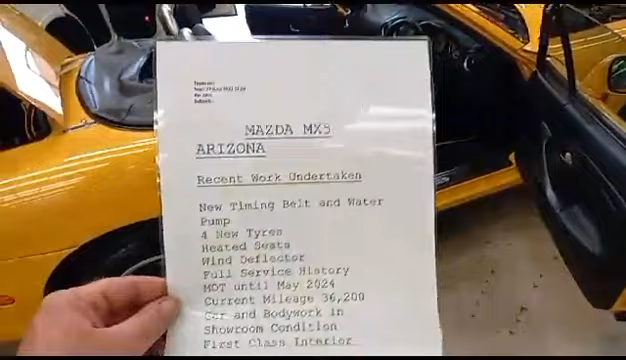 MAZDA MX5
ARIZONA
Recent Work Undertaken
New Timing Belt and Water
Pump
4 New Tyres
Heated Seats
Wind Deflector
Full Service History
MOT until May 2024
Current Mileage 36,200
Car and Bodywork in
Showroom Condition
First Class Interior